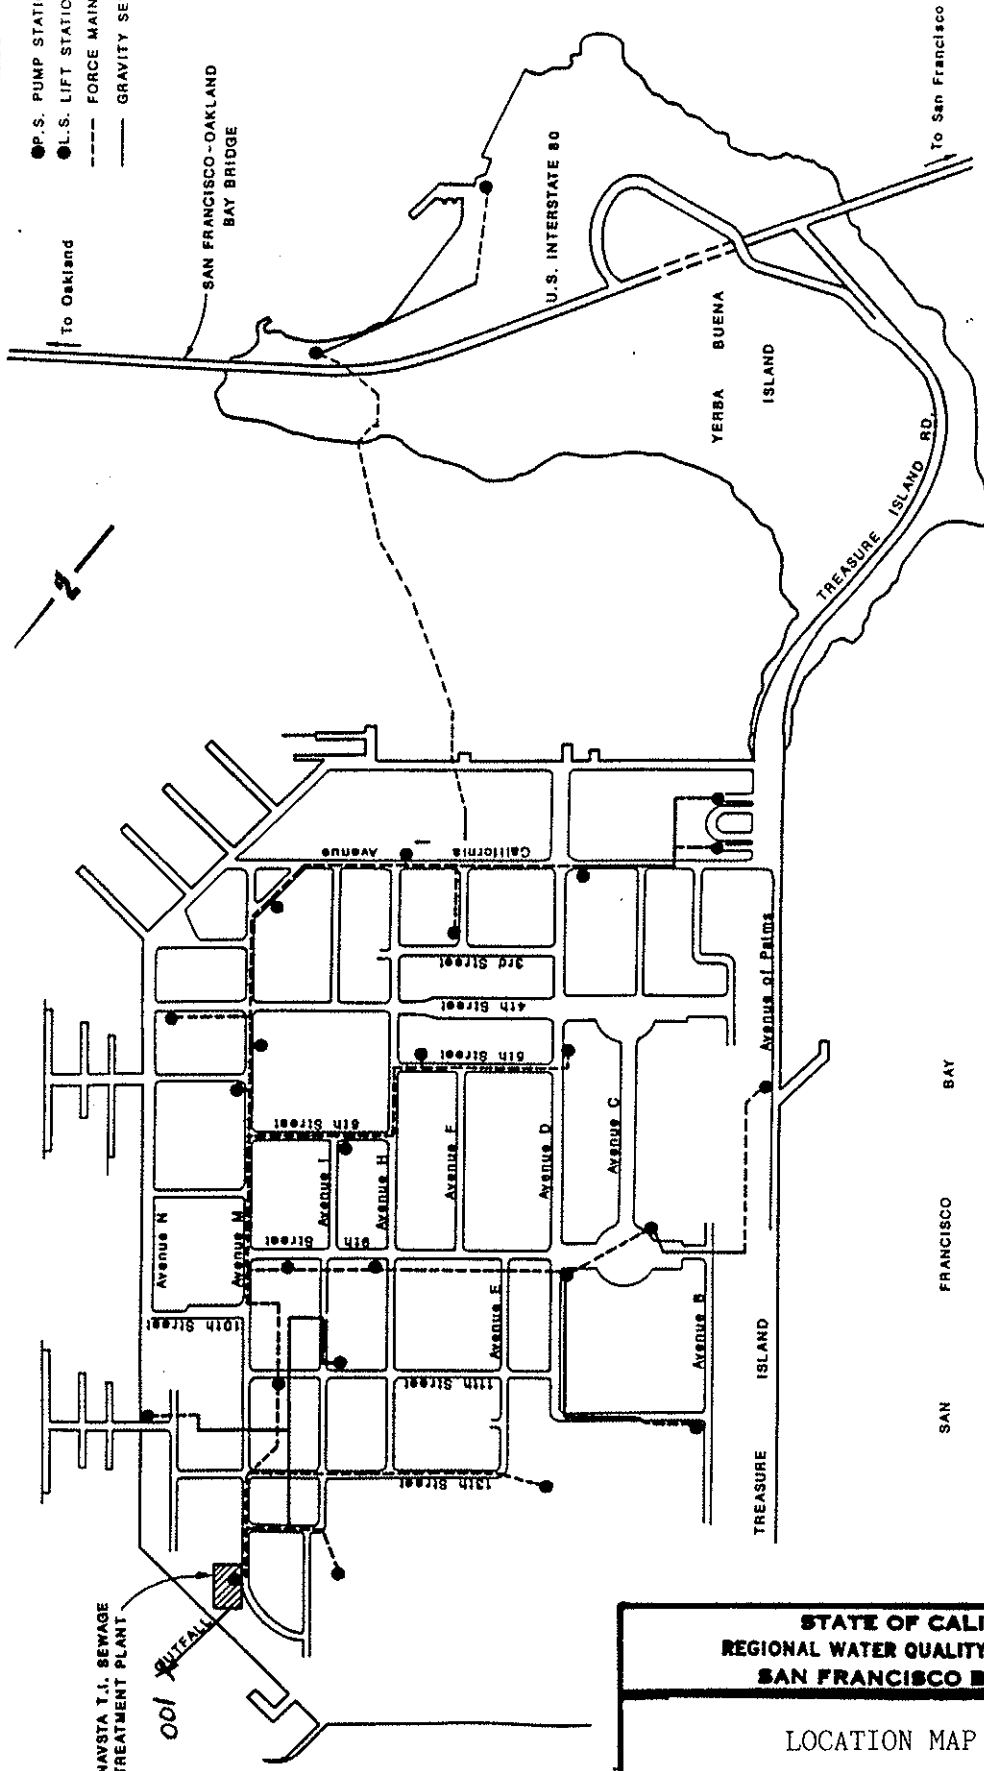 P.S. PUMP STATI
L.S. LIFT STATIO
FORCE MAIN
GRAVITY SE
SAN FRANCISCO-OAKLAND
BAY BRIDGE
To Oakland
To San Francisco
U.S. INTERSTATE 80
YERBA BUENA
ISLAND
TREASURE ISLAND RD.
N
California Avenue
3rd Street
4th Street
5th Street
6th Street
9th Street
10th Street
11th Street
13th Street
Avenue N
Avenue M
Avenue I
Avenue H
Avenue F
Avenue E
Avenue D
Avenue C
Avenue B
Avenue of Palms
TREASURE ISLAND
SAN FRANCISCO BAY
NAVSTA T.I. SEWAGE
TREATMENT PLANT
OUTFALL
001
STATE OF CALI
REGIONAL WATER QUALITY
SAN FRANCISCO B
LOCATION MAP